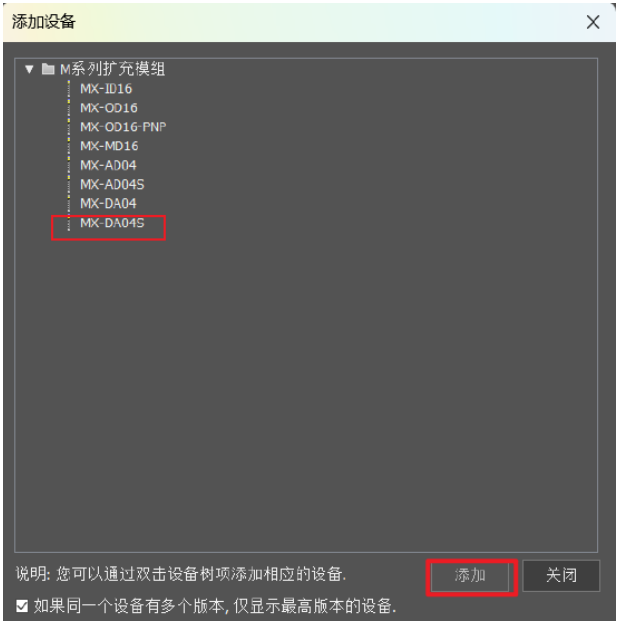 添加设备
M系列扩充模组
MX-ID16
MX-OD16
MX-OD16-PNP
MX-MD16
MX-AD04
MX-AD04S
MX-DA04
MX-DA04S
说明: 您可以通过双击设备树项添加相应的设备.
添加
关闭
如果同一个设备有多个版本, 仅显示最高版本的设备.